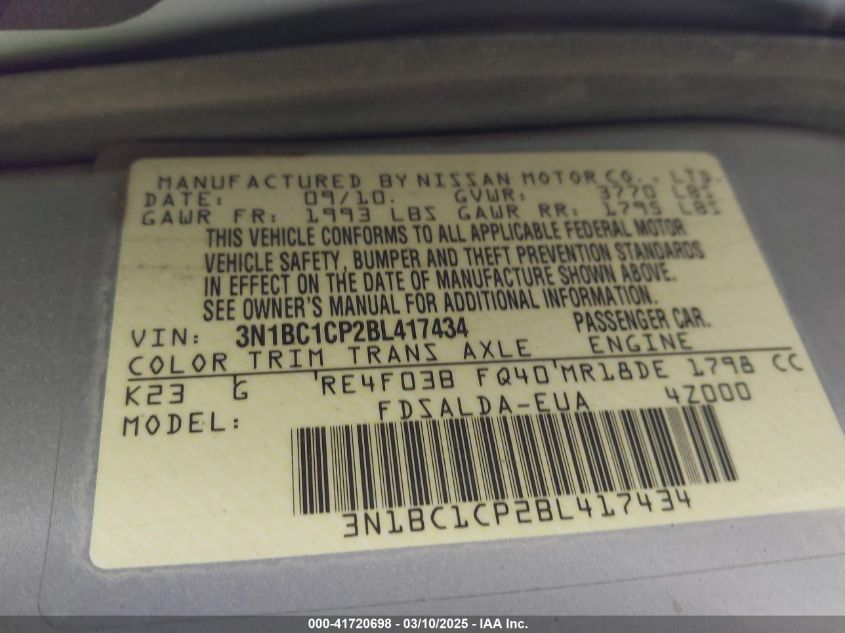 MANUFACTURED BY NISSAN MOTOR CO., LTD.
DATE: 09/10. GVWR: 3770 LBS
GAWR FR: 1993 LBS GAWR RR: 1795 LBS
THIS VEHICLE CONFORMS TO ALL APPLICABLE FEDERAL MOTOR
VEHICLE SAFETY, BUMPER AND THEFT PREVENTION STANDARDS
IN EFFECT ON THE DATE OF MANUFACTURE SHOWN ABOVE.
SEE OWNER'S MANUAL FOR ADDITIONAL INFORMATION.
VIN: 3N1BC1CP2BL417434 PASSENGER CAR.
COLOR TRIM TRANS AXLE ENGINE
K23 G RE4F03B FQ40 MR18DE 1798 CC
MODEL: FDSALDA-EUA 4Z000
3N1BC1CP2BL417434
000-41720698 — 03/10/2025 — IAA Inc.